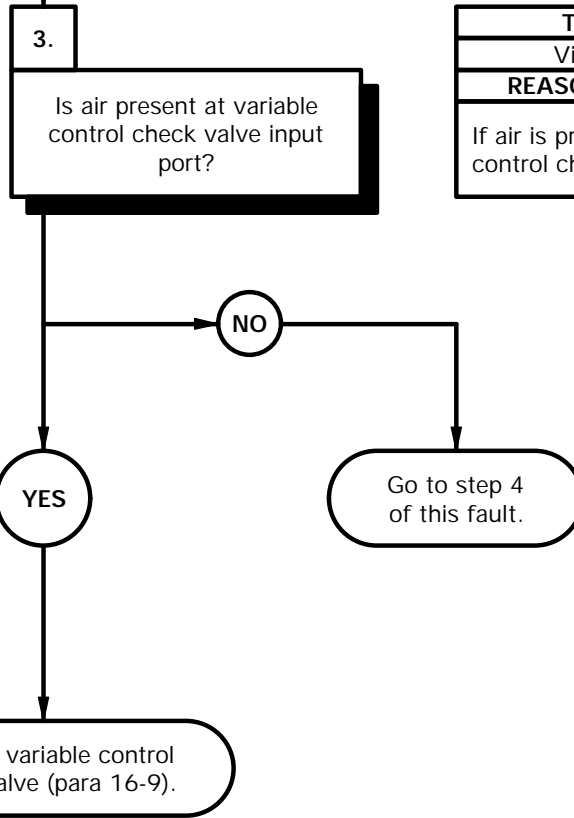 3.
Is air present at variable
control check valve input
port?
T
Vi
REASO
If air is pr
control ch
NO
YES
Go to step 4
of this fault.
variable control
alve (para 16-9).